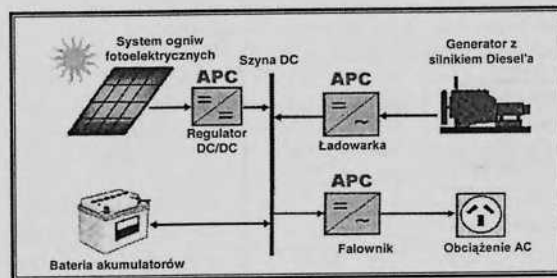 System ogniw
fotoelektrycznych
Szyna DC
Generator z
silnikiem Diesel'a
APC
APC
Regulator
DC/DC
Ładowarka
APC
Bateria akumulatorów
Falownik
Obciążenie AC